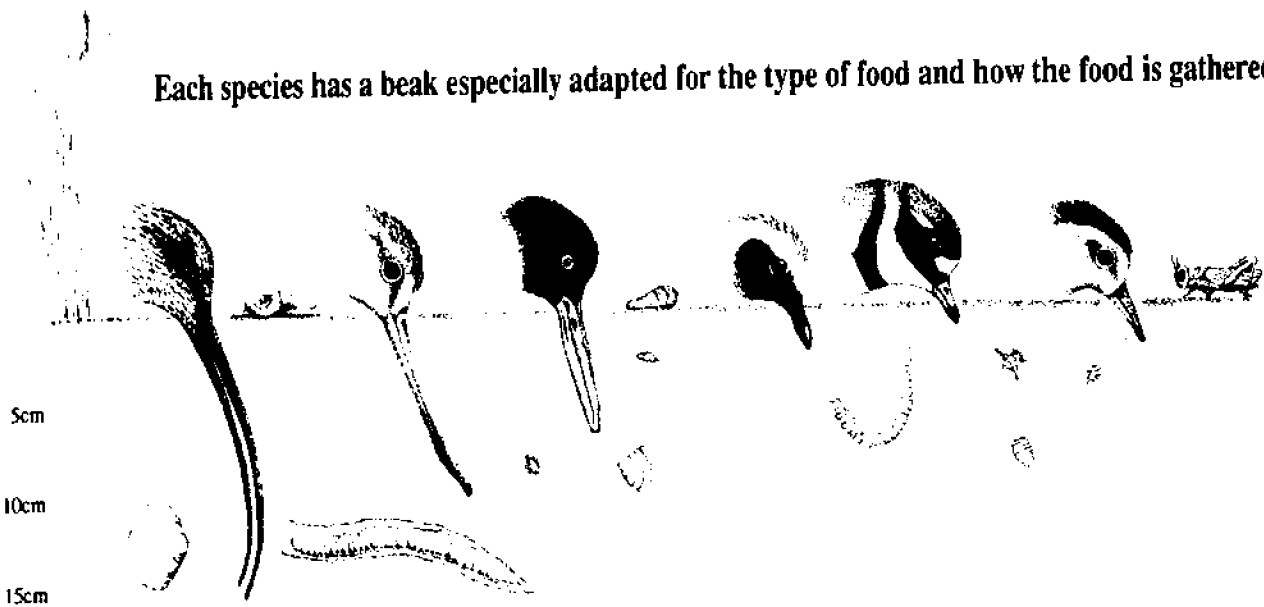 Each species has a beak especially adapted for the type of food and how the food is gathered
5cm
10cm
15cm